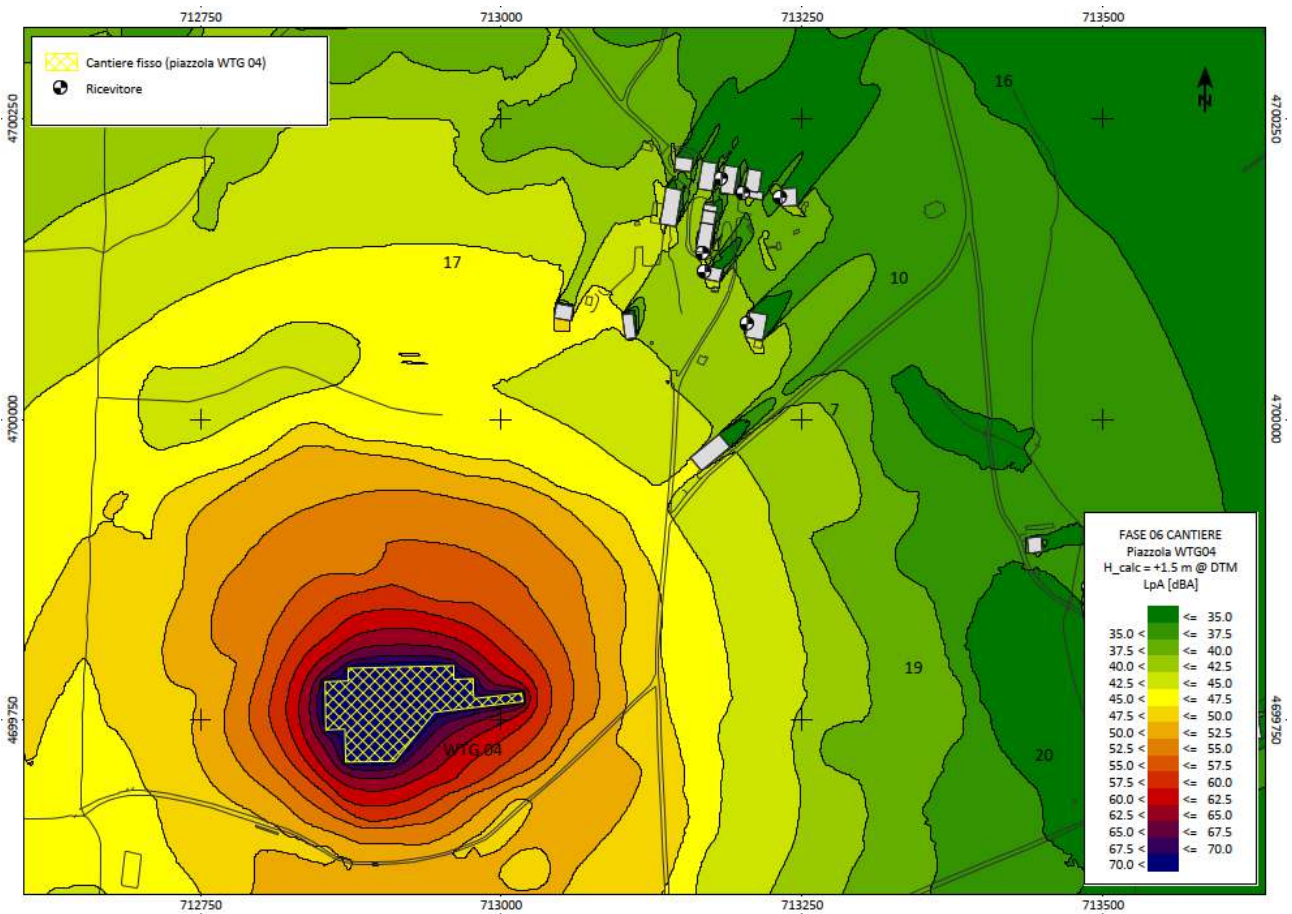 712750 713000 713250 713500
Cantiere fisso (piazzola WTG 04)
Ricevitore
16
N
4700250 4700250
17
10
4700000 4700000
7
FASE 06 CANTIERE
Piazzola WTG04
H_calc = +1.5 m @ DTM
LpA [dBA]
<= 35.0
35.0 < <= 37.5
37.5 < <= 40.0
40.0 < <= 42.5
42.5 < <= 45.0
45.0 < <= 47.5
47.5 < <= 50.0
50.0 < <= 52.5
52.5 < <= 55.0
55.0 < <= 57.5
57.5 < <= 60.0
60.0 < <= 62.5
62.5 < <= 65.0
65.0 < <= 67.5
67.5 < <= 70.0
70.0 <
19
4699750 4699750
WTG 04
20
712750 713000 713250 713500